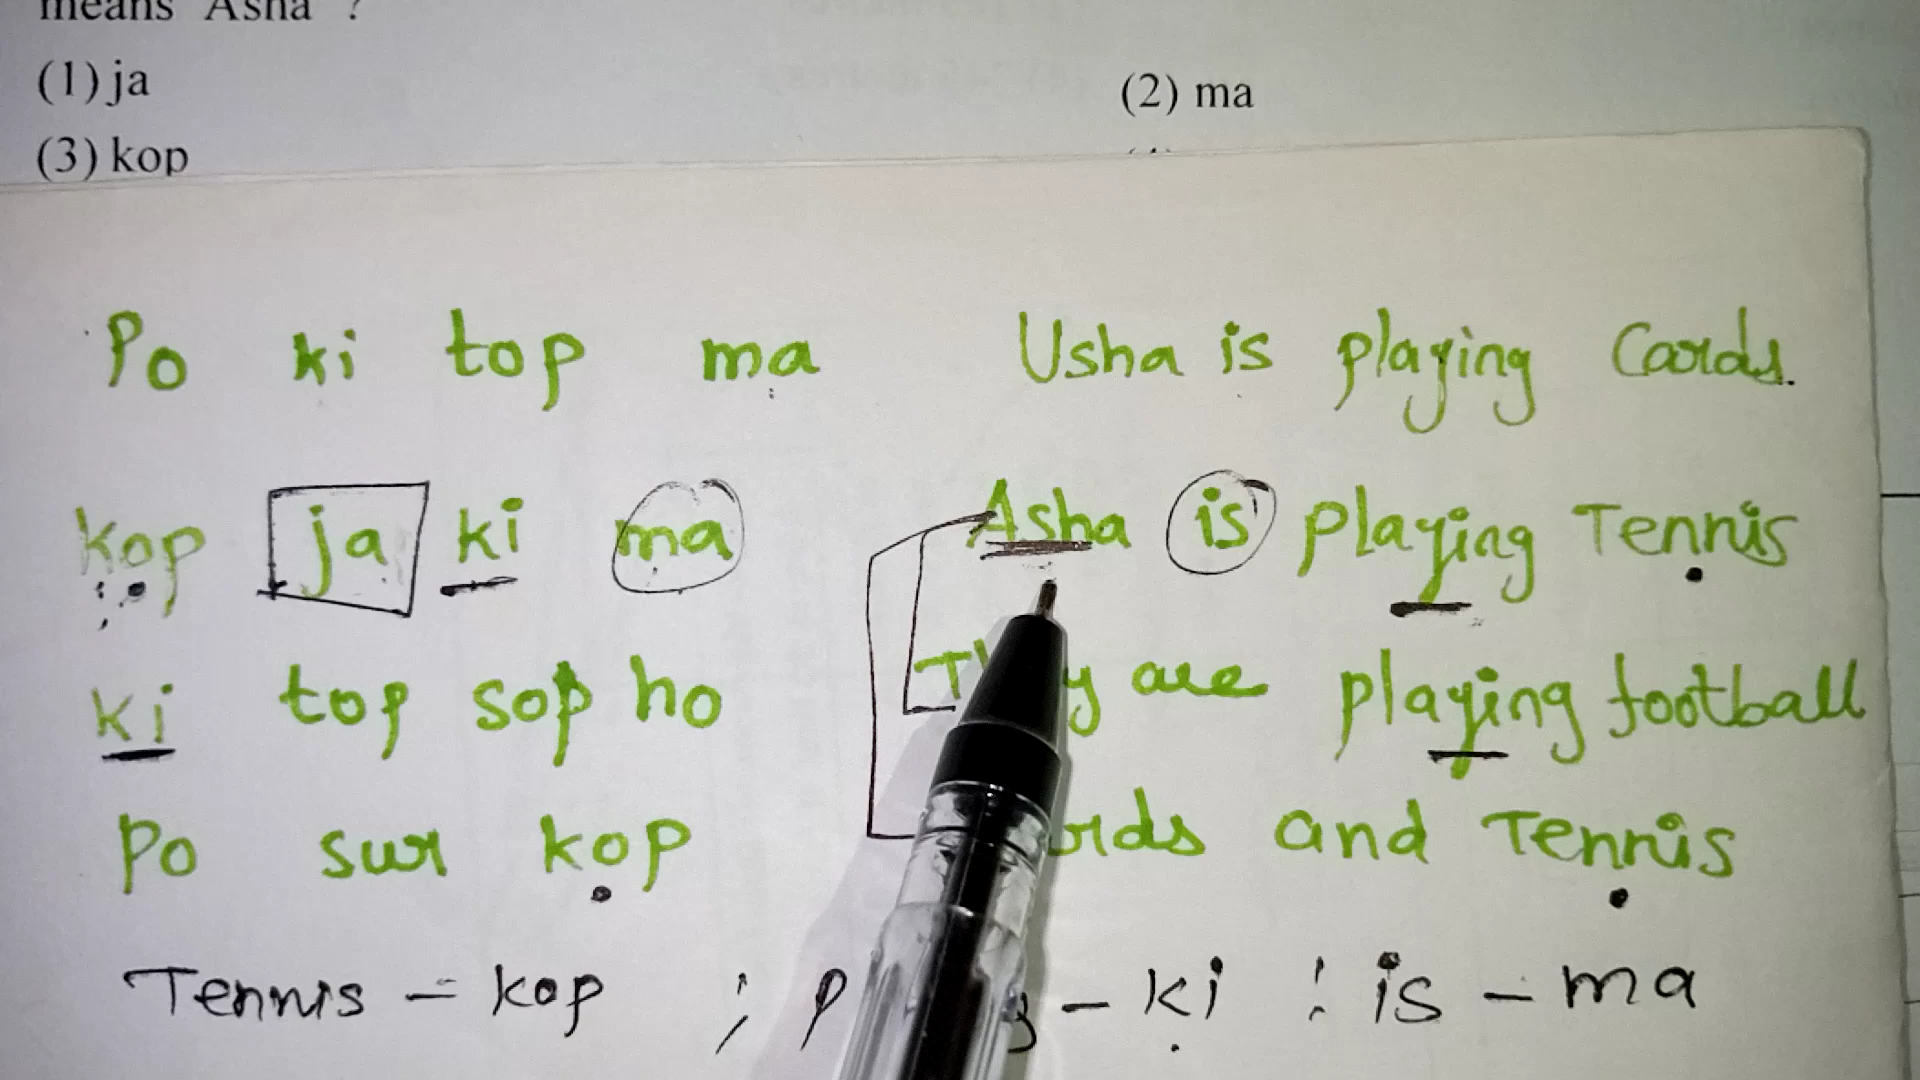 means Asha ?
(1) ja (2) ma
(3) kop
Po ki top ma Usha is playing Cards.
kop ja ki ma Asha is playing Tennis
ki top sop ho are playing football
Po sur kop and Tennis
Tennis = kop ; - ki ; is - ma